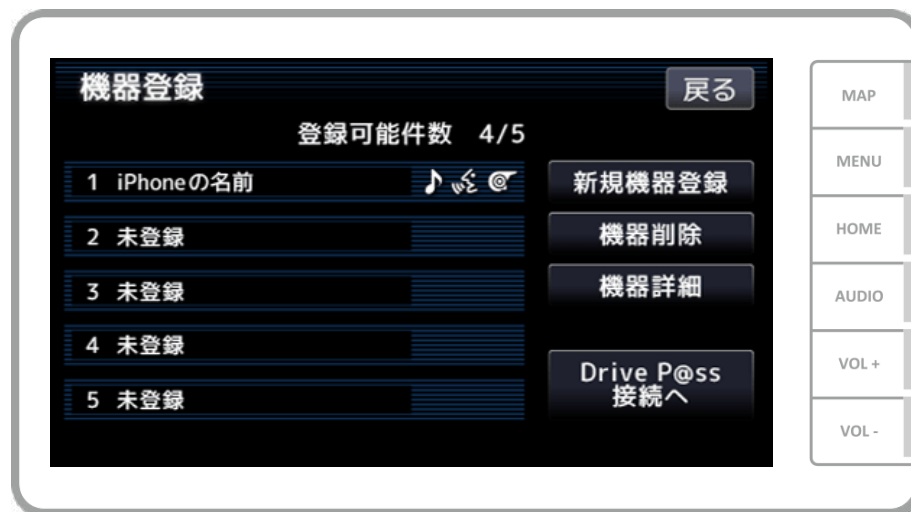 機器登録
戻る
登録可能件数 4/5
1 iPhoneの名前
2 未登録
3 未登録
4 未登録
5 未登録
新規機器登録
機器削除
機器詳細
Drive P@ss
接続へ
MAP
MENU
HOME
AUDIO
VOL +
VOL -